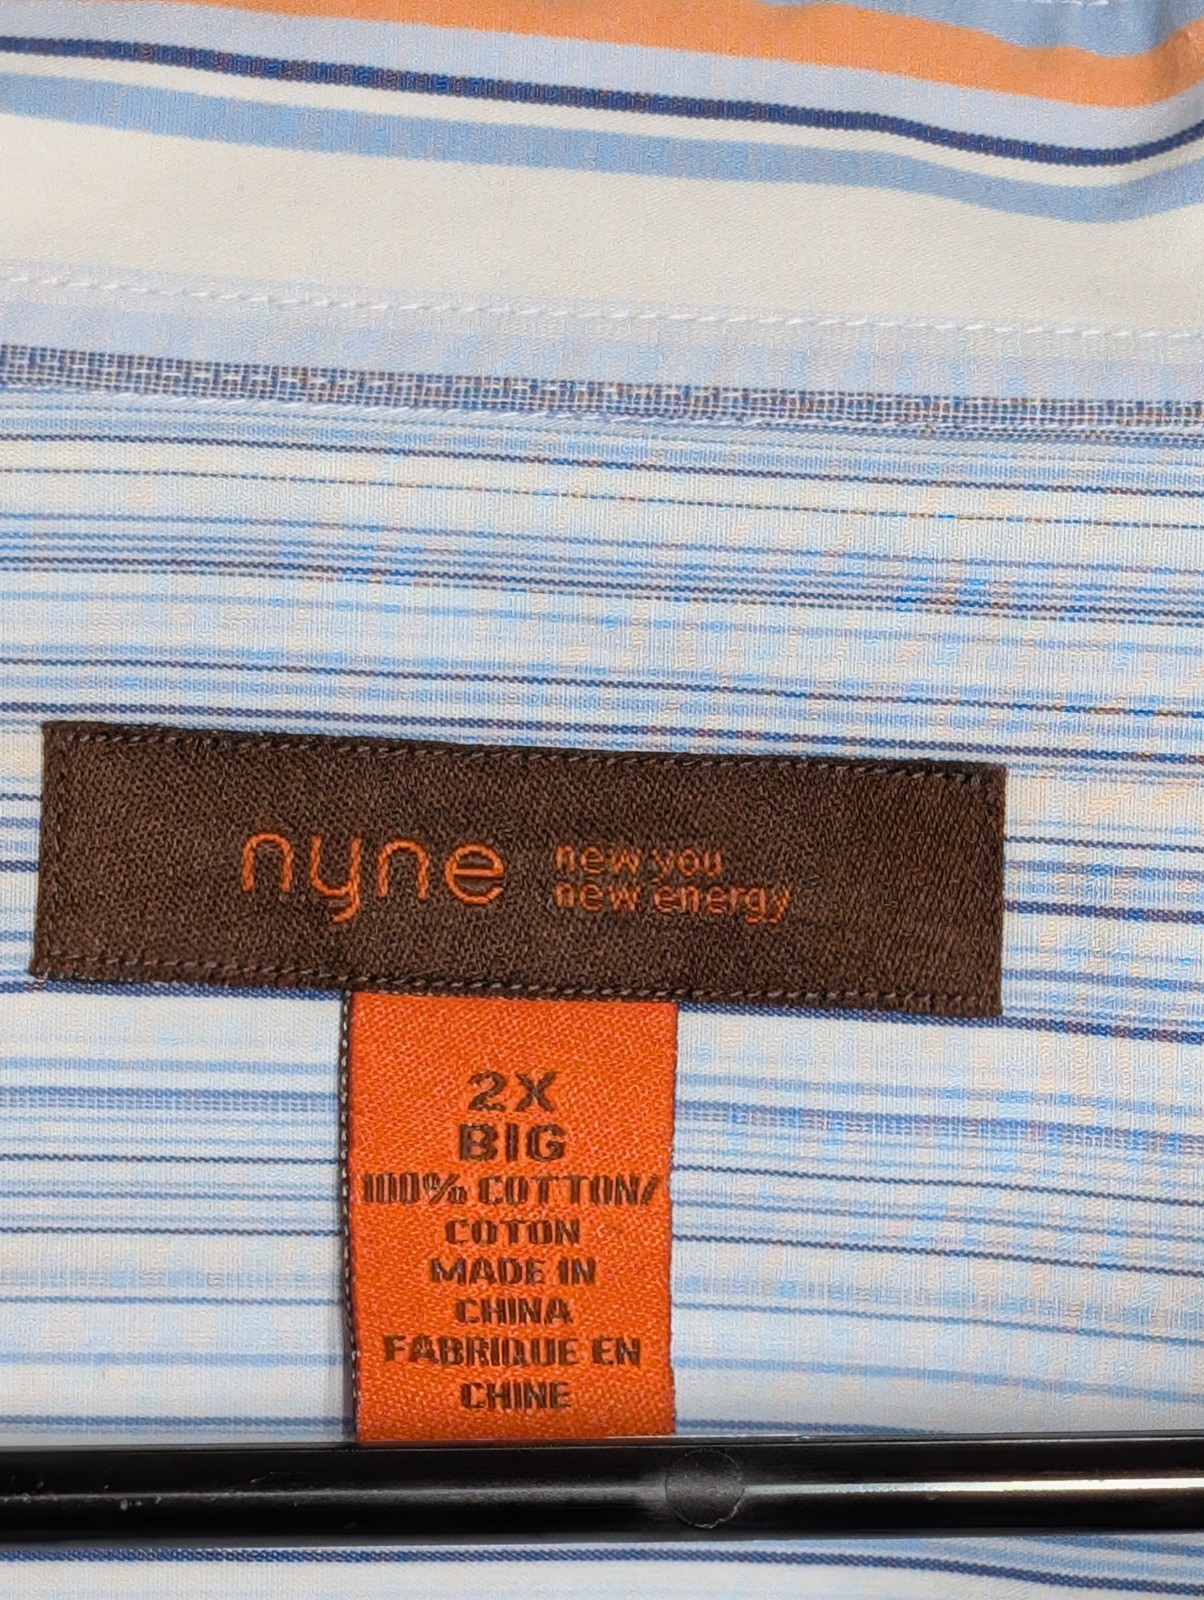 nyne
new you
new energy
2X
BIG
100% COTTON/
COTON
MADE IN
CHINA
FABRIQUE EN
CHINE